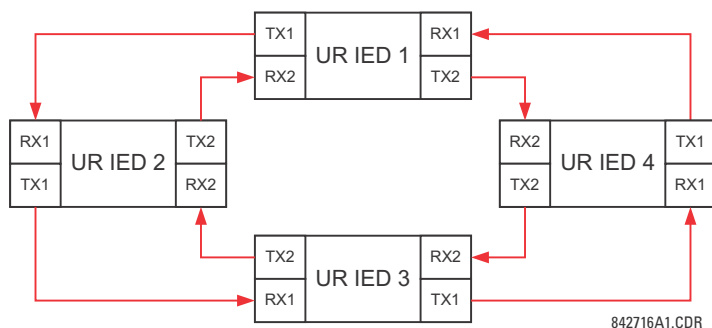 TX1 UR IED 1 RX1
RX2 TX2
RX1 UR IED 2 TX2
TX1 RX2
RX2 UR IED 4 TX1
TX2 RX1
TX2 UR IED 3 RX2
RX1 TX1
842716A1.CDR